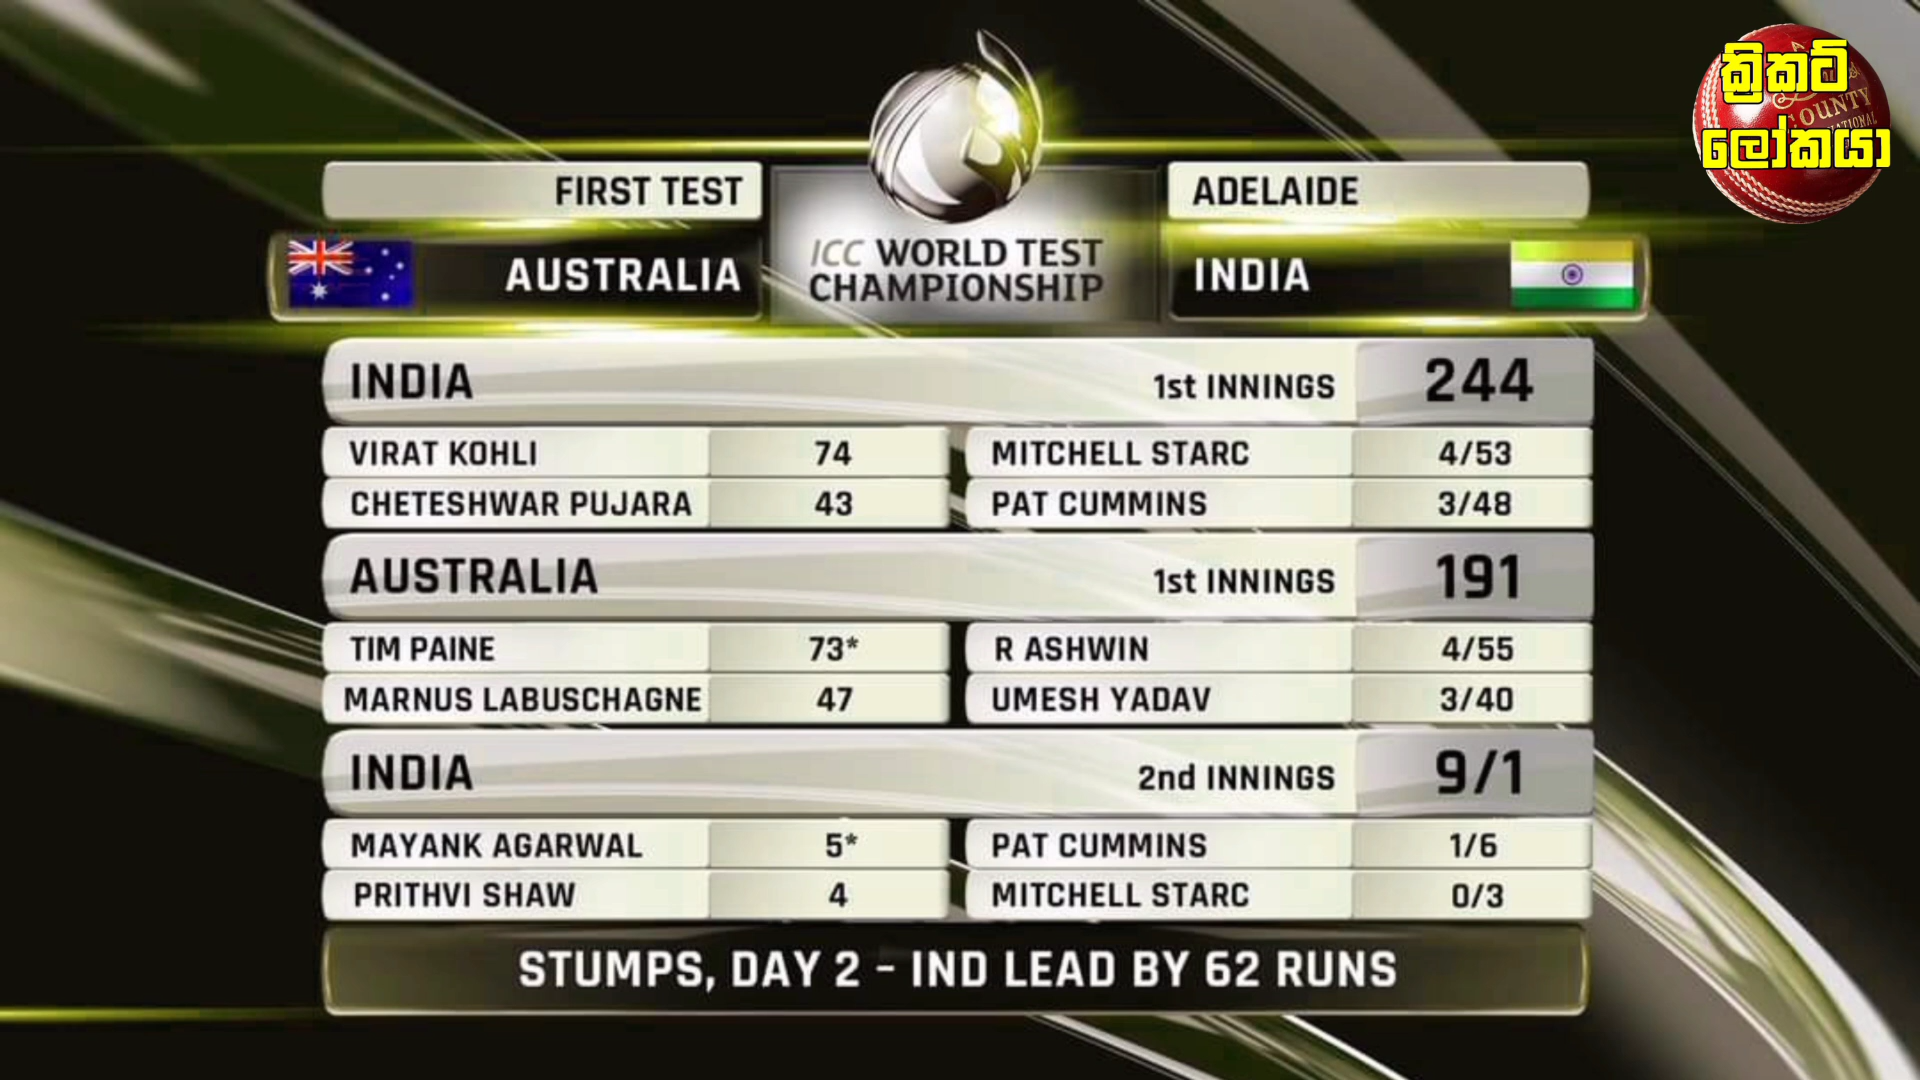 ක්‍රිකට්
ලෝකයා
COUNTY
FIRST TEST
ADELAIDE
AUSTRALIA
ICC WORLD TEST
CHAMPIONSHIP
INDIA
INDIA 1st INNINGS 244
VIRAT KOHLI 74 MITCHELL STARC 4/53
CHETESHWAR PUJARA 43 PAT CUMMINS 3/48
AUSTRALIA 1st INNINGS 191
TIM PAINE 73* R ASHWIN 4/55
MARNUS LABUSCHAGNE 47 UMESH YADAV 3/40
INDIA 2nd INNINGS 9/1
MAYANK AGARWAL 5* PAT CUMMINS 1/6
PRITHVI SHAW 4 MITCHELL STARC 0/3
STUMPS, DAY 2 - IND LEAD BY 62 RUNS